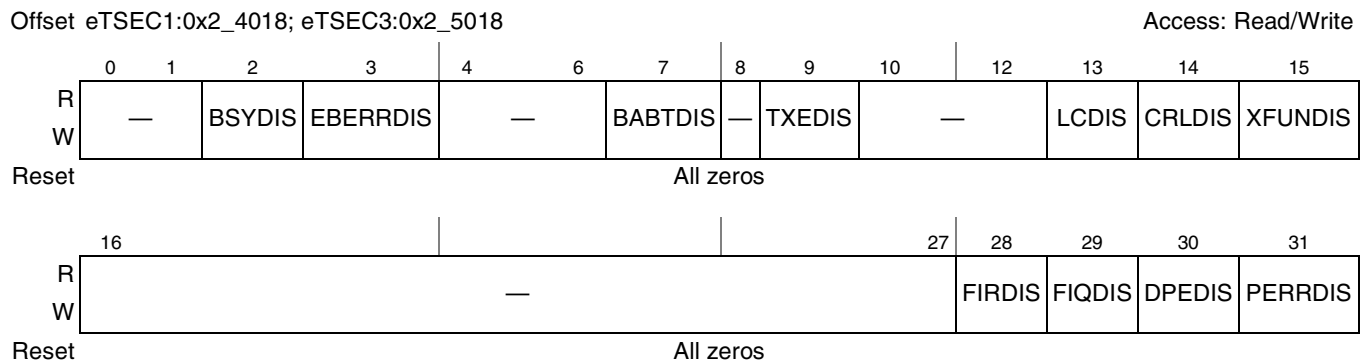 Offset eTSEC1:0x2_4018; eTSEC3:0x2_5018 Access: Read/Write
0 1 2 3 4 6 7 8 9 10 12 13 14 15
R
W
— BSYDIS EBERRDIS — BABTDIS — TXEDIS — LCDIS CRLDIS XFUNDIS
Reset All zeros
16 27 28 29 30 31
R
W
— FIRDIS FIQDIS DPEDIS PERRDIS
Reset All zeros